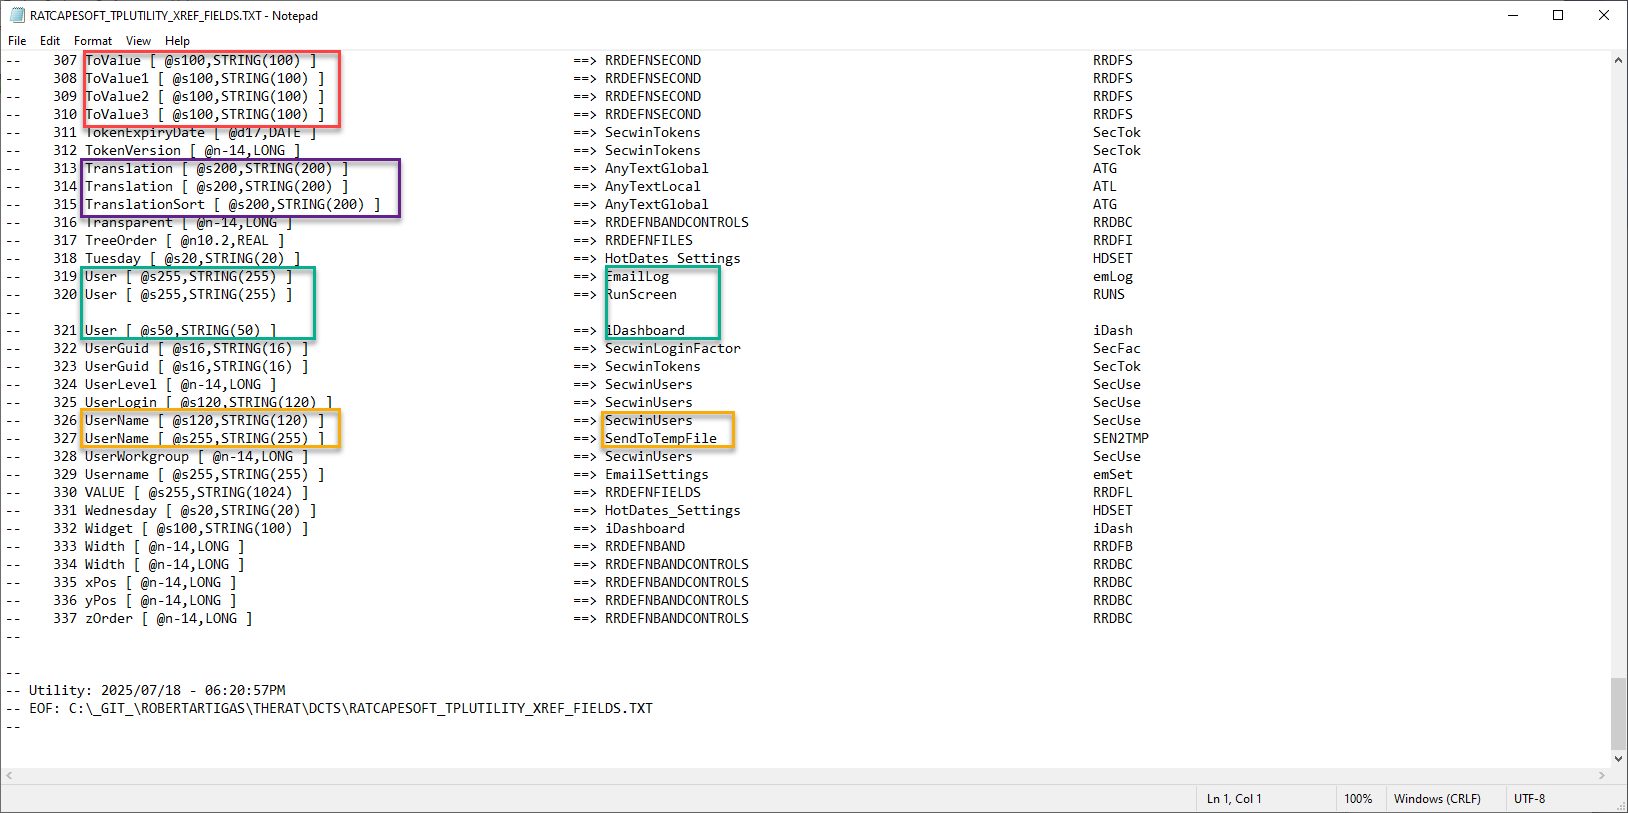 RATCAPESOFT_TPLUTILITY_XREF_FIELDS.TXT - Notepad
File Edit Format View Help
-- 307 ToValue [ @s100,STRING(100) ] ==> RRDEFNSECOND RRDFS
-- 308 ToValue1 [ @s100,STRING(100) ] ==> RRDEFNSECOND RRDFS
-- 309 ToValue2 [ @s100,STRING(100) ] ==> RRDEFNSECOND RRDFS
-- 310 ToValue3 [ @s100,STRING(100) ] ==> RRDEFNSECOND RRDFS
-- 311 TokenExpiryDate [ @d17,DATE ] ==> SecwinTokens SecTok
-- 312 TokenVersion [ @n-14,LONG ] ==> SecwinTokens SecTok
-- 313 Translation [ @s200,STRING(200) ] ==> AnyTextGlobal ATG
-- 314 Translation [ @s200,STRING(200) ] ==> AnyTextLocal ATL
-- 315 TranslationSort [ @s200,STRING(200) ] ==> AnyTextGlobal ATG
-- 316 Transparent [ @n-14,LONG ] ==> RRDEFNBANDCONTROLS RRDBC
-- 317 TreeOrder [ @n10.2,REAL ] ==> RRDEFNFILES RRDFI
-- 318 Tuesday [ @s20,STRING(20) ] ==> HotDates_Settings HDSET
-- 319 User [ @s255,STRING(255) ] ==> EmailLog emLog
-- 320 User [ @s255,STRING(255) ] ==> RunScreen RUNS
--
-- 321 User [ @s50,STRING(50) ] ==> iDashboard iDash
-- 322 UserGuid [ @s16,STRING(16) ] ==> SecwinLoginFactor SecFac
-- 323 UserGuid [ @s16,STRING(16) ] ==> SecwinTokens SecTok
-- 324 UserLevel [ @n-14,LONG ] ==> SecwinUsers SecUse
-- 325 UserLogin [ @s120,STRING(120) ] ==> SecwinUsers SecUse
-- 326 UserName [ @s120,STRING(120) ] ==> SecwinUsers SecUse
-- 327 UserName [ @s255,STRING(255) ] ==> SendToTempFile SEN2TMP
-- 328 UserWorkgroup [ @n-14,LONG ] ==> SecwinUsers SecUse
-- 329 Username [ @s255,STRING(255) ] ==> EmailSettings emSet
-- 330 VALUE [ @s255,STRING(1024) ] ==> RRDEFNFIELDS RRDFL
-- 331 Wednesday [ @s20,STRING(20) ] ==> HotDates_Settings HDSET
-- 332 Widget [ @s100,STRING(100) ] ==> iDashboard iDash
-- 333 Width [ @n-14,LONG ] ==> RRDEFNBAND RRDFB
-- 334 Width [ @n-14,LONG ] ==> RRDEFNBANDCONTROLS RRDBC
-- 335 xPos [ @n-14,LONG ] ==> RRDEFNBANDCONTROLS RRDBC
-- 336 yPos [ @n-14,LONG ] ==> RRDEFNBANDCONTROLS RRDBC
-- 337 zOrder [ @n-14,LONG ] ==> RRDEFNBANDCONTROLS RRDBC
--
--
-- Utility: 2025/07/18 - 06:20:57PM
-- EOF: C:\_GIT_\ROBERTARTIGAS\THERAT\DCTS\RATCAPESOFT_TPLUTILITY_XREF_FIELDS.TXT
--
Ln 1, Col 1 100% Windows (CRLF) UTF-8